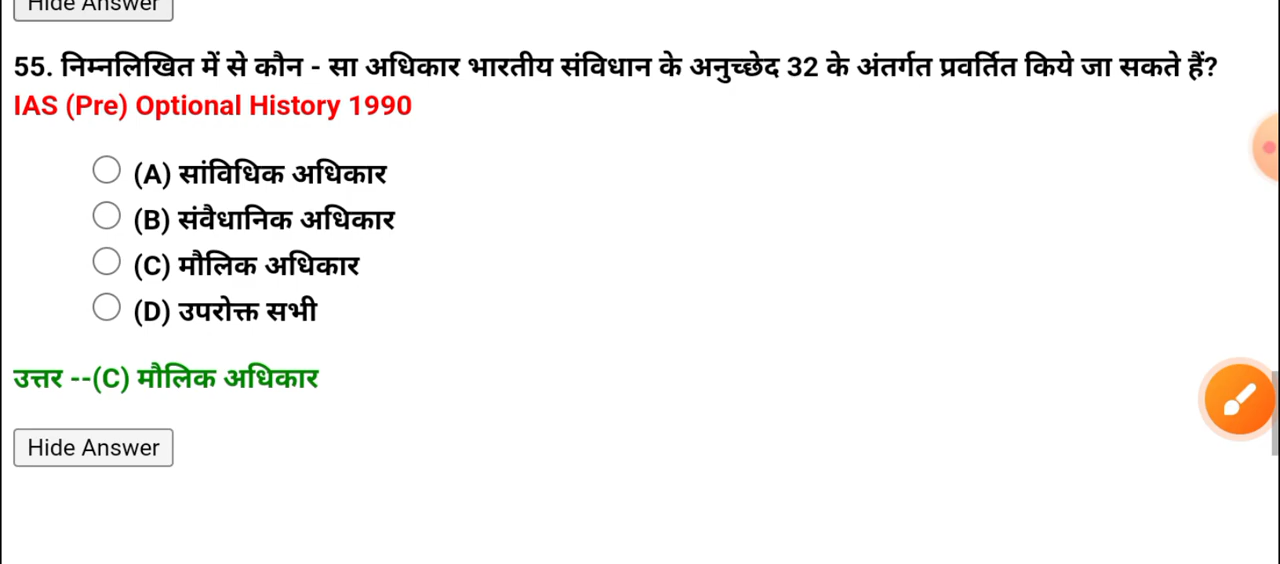 Hide Answer
55. निम्नलिखित में से कौन - सा अधिकार भारतीय संविधान के अनुच्छेद 32 के अंतर्गत प्रवर्तित किये जा सकते हैं?
IAS (Pre) Optional History 1990
(A) सांविधिक अधिकार
(B) संवैधानिक अधिकार
(C) मौलिक अधिकार
(D) उपरोक्त सभी
उत्तर --(C) मौलिक अधिकार
Hide Answer